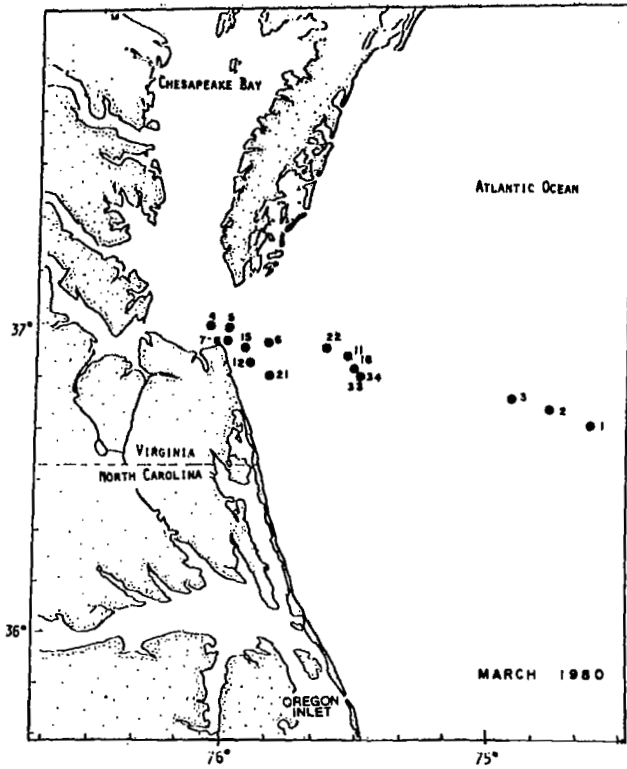 CHESAPEAKE BAY
ATLANTIC OCEAN
37°
4 5
7-8 15 6
22
11
12
16
21
33 34
3
2
1
VIRGINIA
NORTH CAROLINA
36°
MARCH 1980
OREGON
INLET
76°
75°